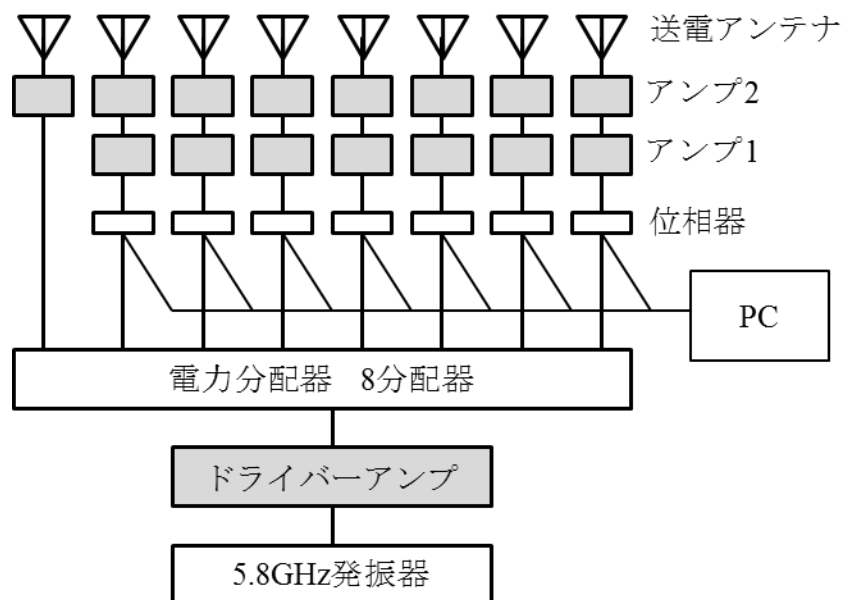 送電アンテナ
アンプ2
アンプ1
位相器
PC
電力分配器 8分配器
ドライバーアンプ
5.8GHz発振器